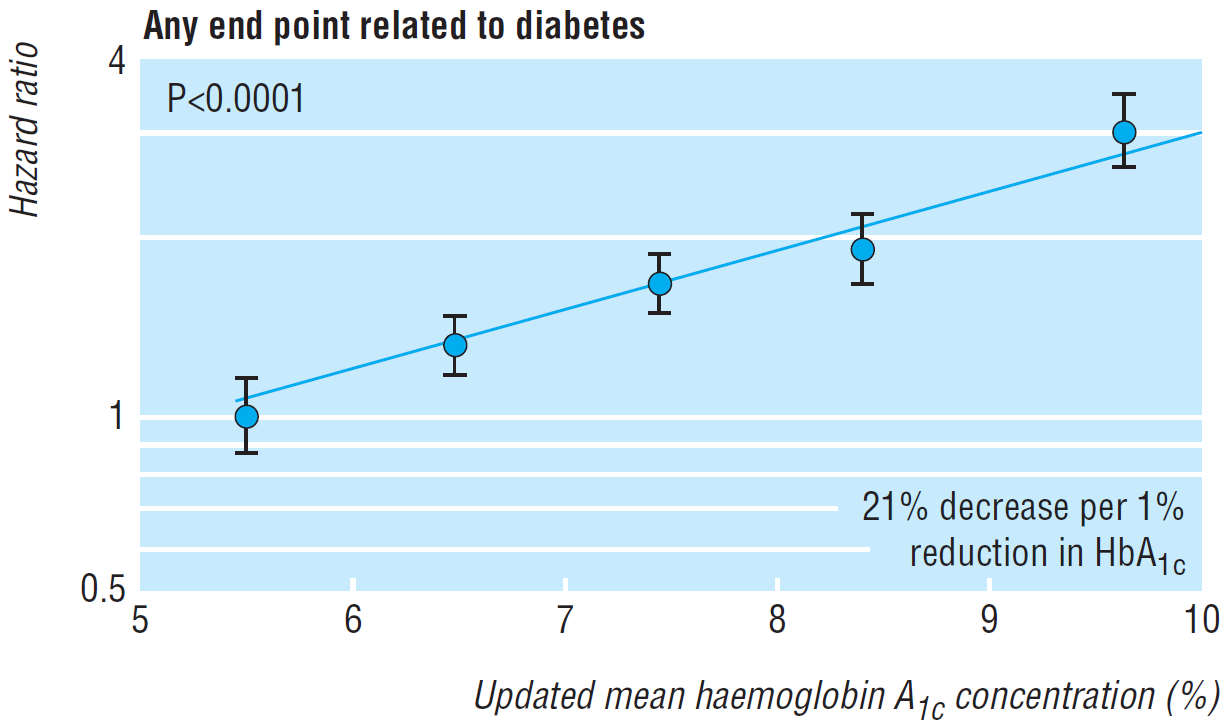 Any end point related to diabetes
Hazard ratio
4
P<0.0001
1
21% decrease per 1%
reduction in HbA1c
0.5
5 6 7 8 9 10
Updated mean haemoglobin A1c concentration (%)